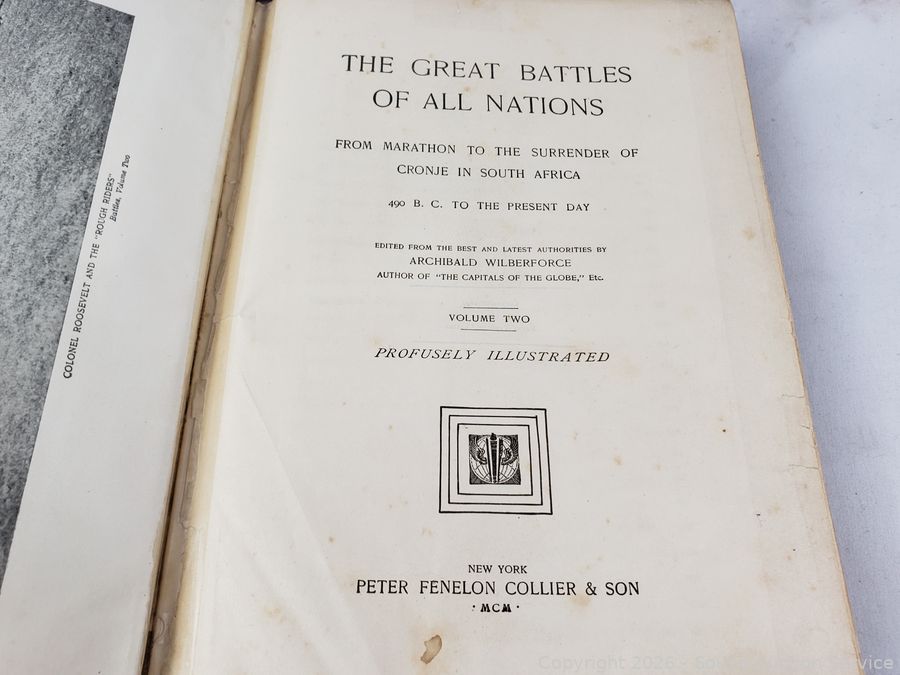 COLONEL ROOSEVELT AND THE "ROUGH RIDERS"
Battles, Volume Two
THE GREAT BATTLES
OF ALL NATIONS
FROM MARATHON TO THE SURRENDER OF
CRONJE IN SOUTH AFRICA
490 B. C. TO THE PRESENT DAY
EDITED FROM THE BEST AND LATEST AUTHORITIES BY
ARCHIBALD WILBERFORCE
AUTHOR OF "THE CAPITALS OF THE GLOBE," Etc.
VOLUME TWO
PROFUSELY ILLUSTRATED
NEW YORK
PETER FENELON COLLIER & SON
· MCM ·
Copyright 2026 - Service